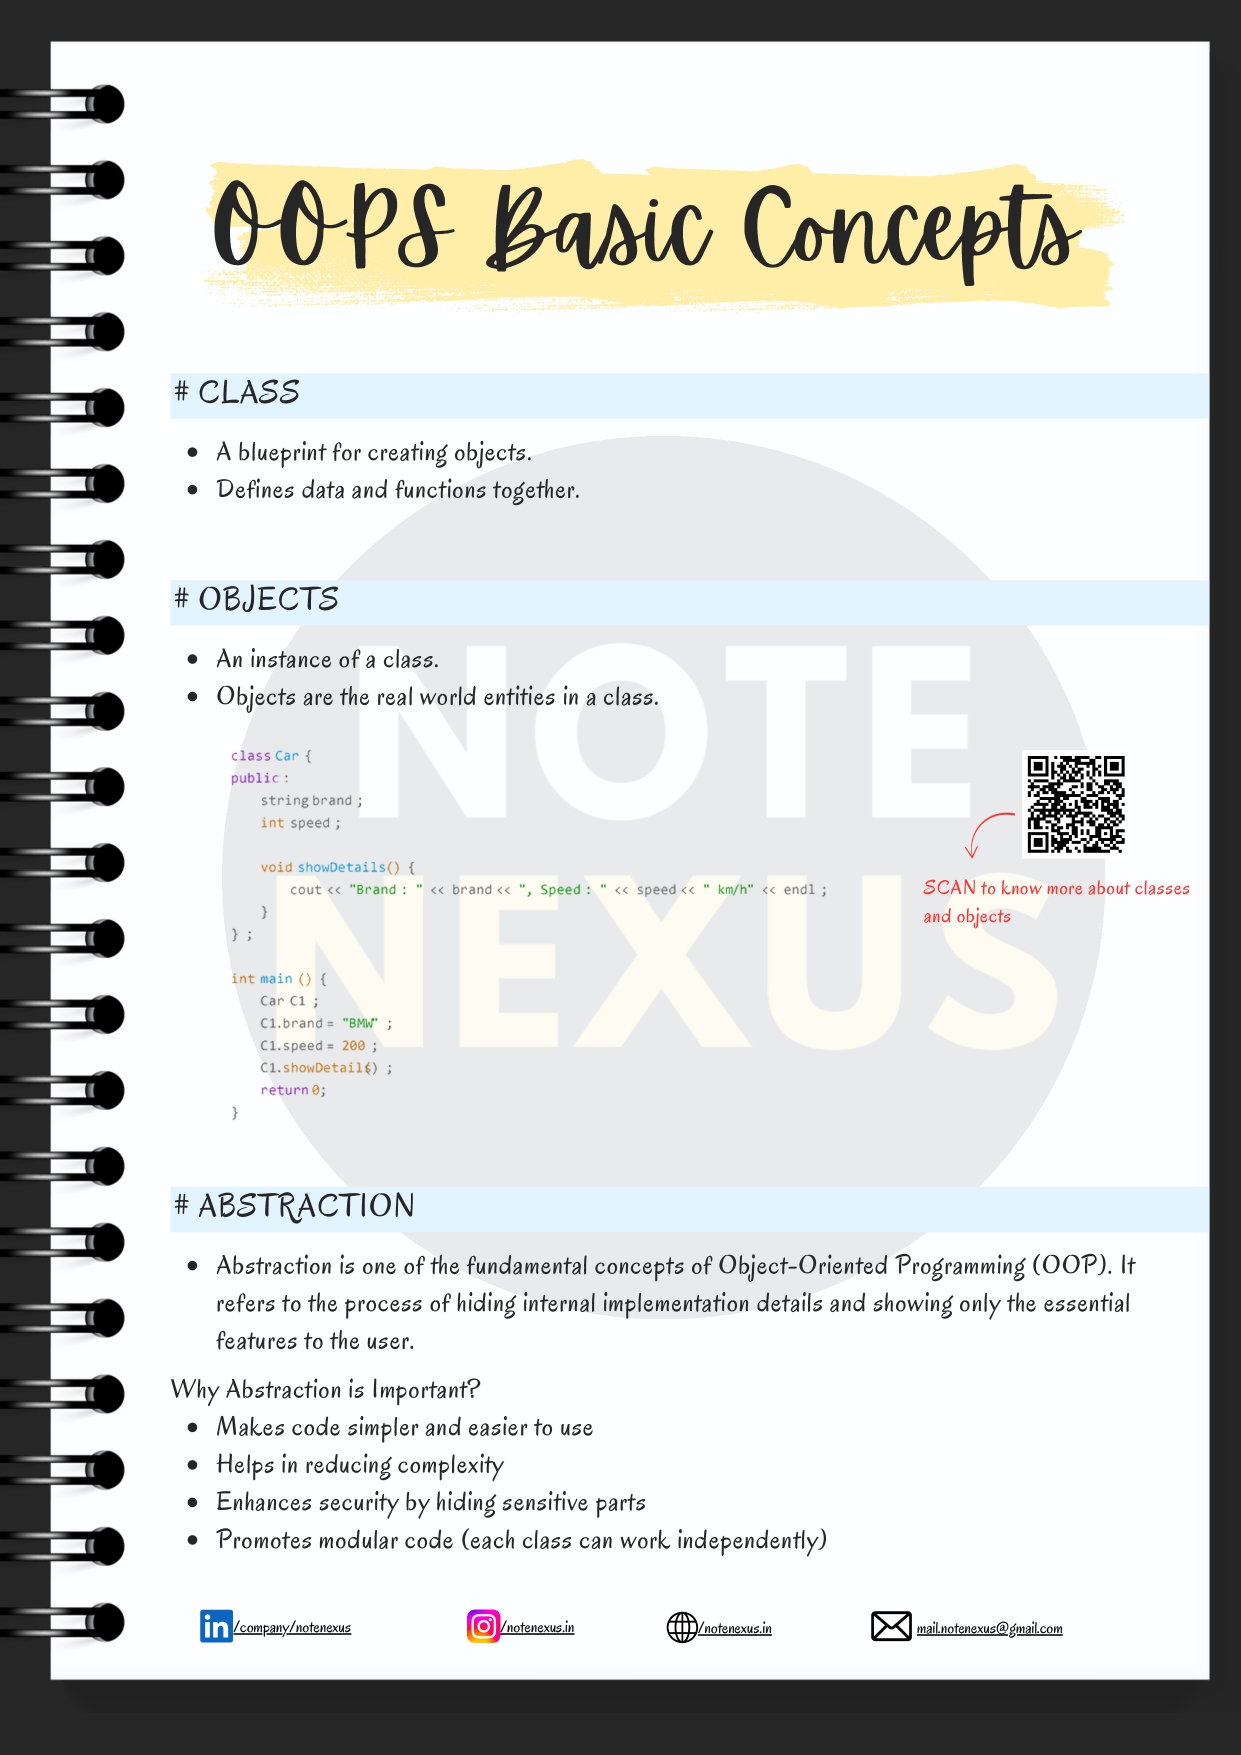 OOPS Basic Concepts
# CLASS
• A blueprint for creating objects.
• Defines data and functions together.
# OBJECTS
• An instance of a class.
• Objects are the real world entities in a class.
class Car {
public :
string brand ;
int speed ;
void showDetails() {
cout << "Brand : " << brand << ", Speed : " << speed << " km/h" << endl ;
}
} ;
int main () {
Car C1 ;
C1.brand = "BMW" ;
C1.speed = 200 ;
C1.showDetails() ;
return 0;
}
SCAN to know more about classes
and objects
NOTE
NEXUS
# ABSTRACTION
• Abstraction is one of the fundamental concepts of Object-Oriented Programming (OOP). It
refers to the process of hiding internal implementation details and showing only the essential
features to the user.
Why Abstraction is Important?
• Makes code simpler and easier to use
• Helps in reducing complexity
• Enhances security by hiding sensitive parts
• Promotes modular code (each class can work independently)
in /company/notenexus /notenexus.in /notenexus.in mail.notenexus@gmail.com